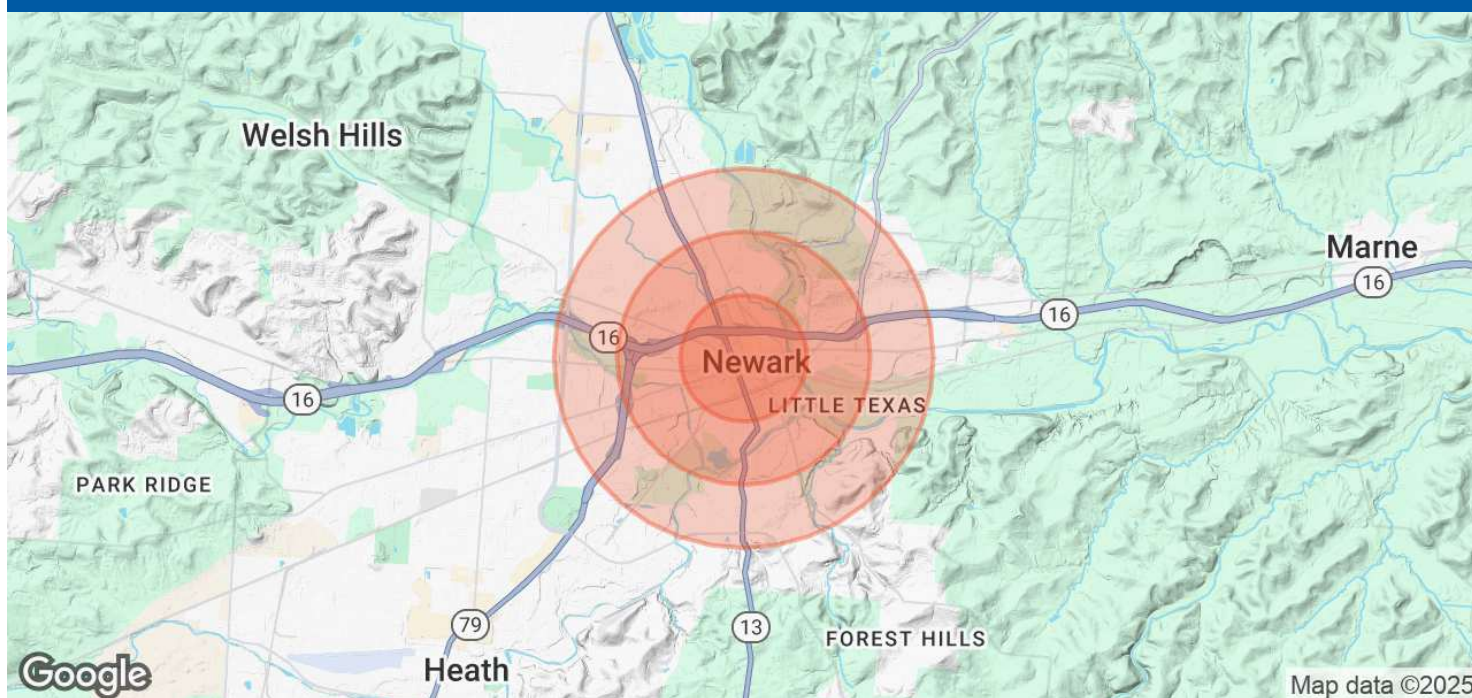 Welsh Hills
Marne
16
16
16
Newark
16
LITTLE TEXAS
PARK RIDGE
79
13
FOREST HILLS
Heath
Google
Map data ©2025